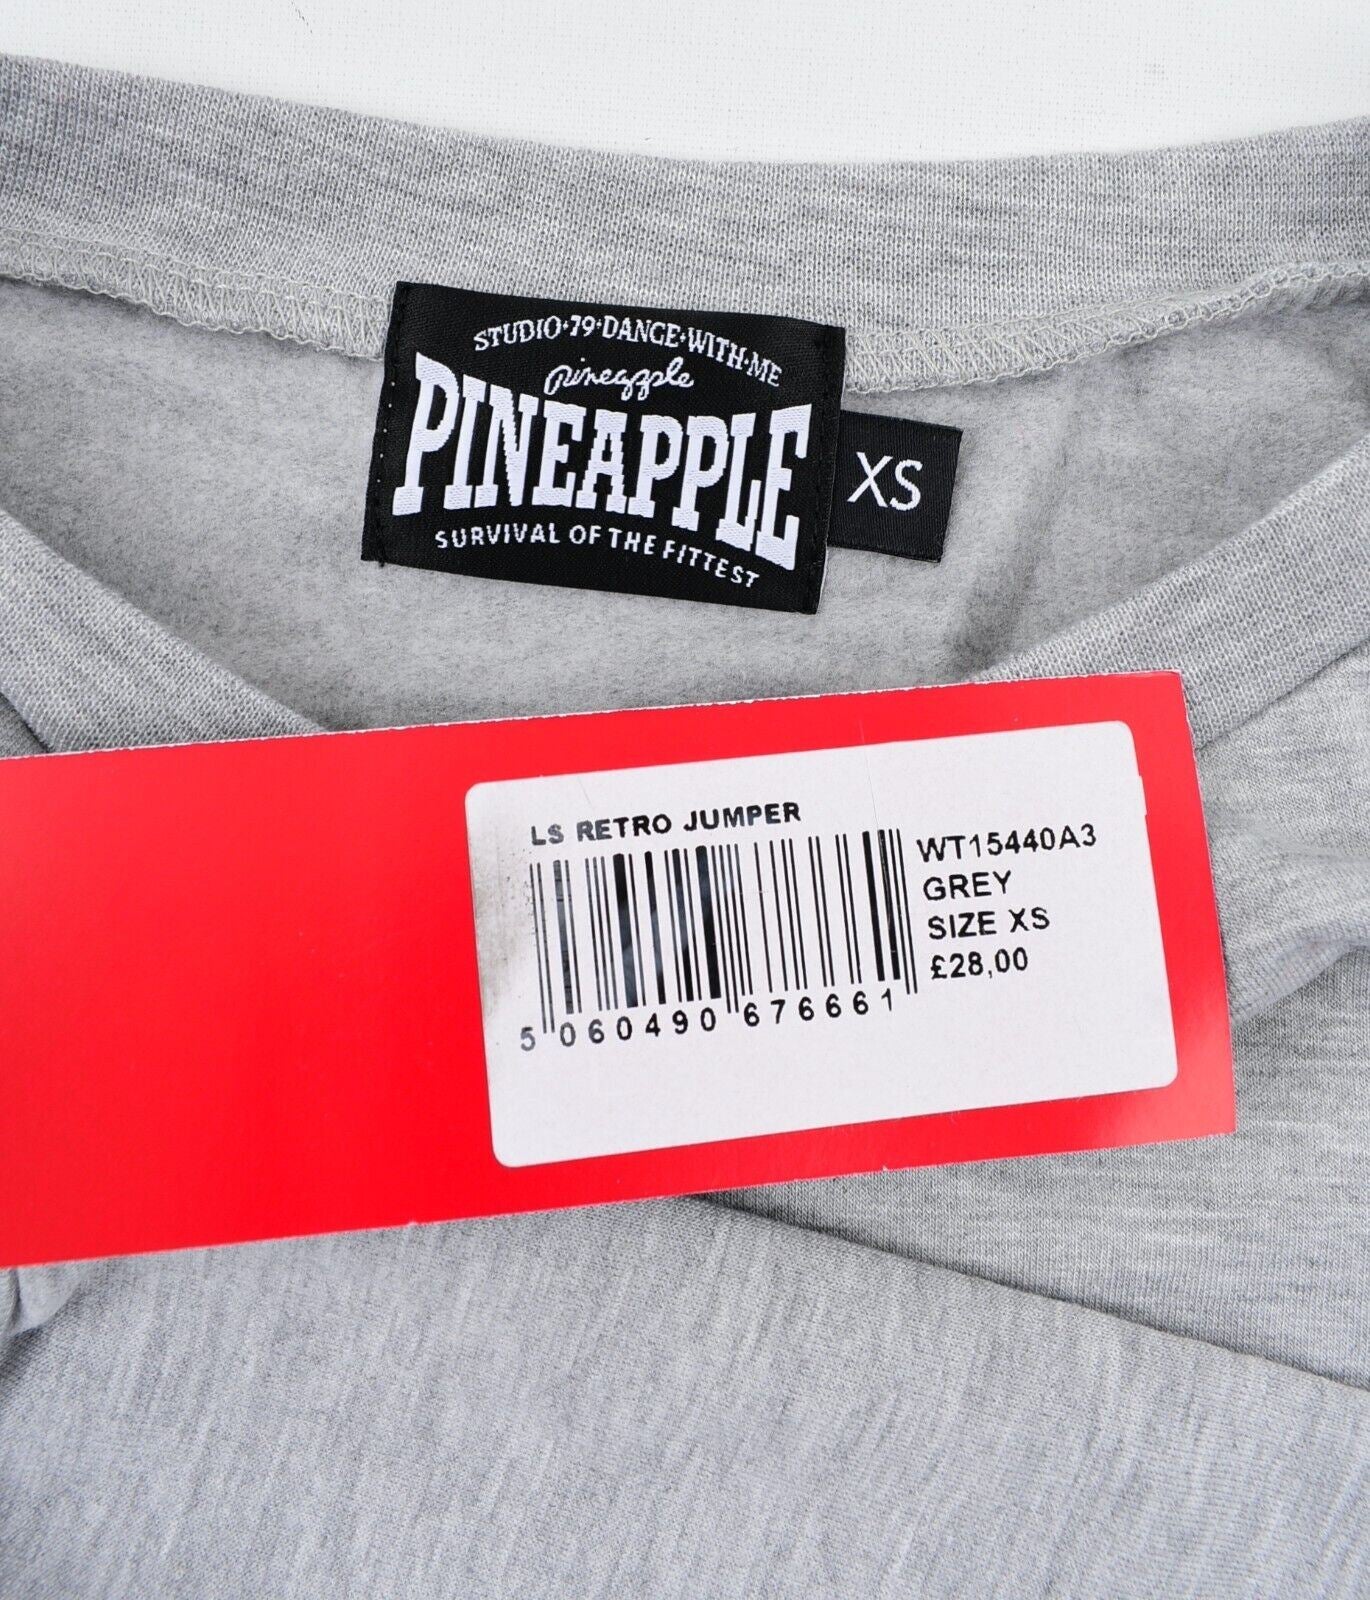 STUDIO•79•DANCE•WITH•ME
pineapple
PINEAPPLE
SURVIVAL OF THE FITTEST
XS
LS RETRO JUMPER
WT15440A3
GREY
SIZE XS
£28,00
5 060490 676661